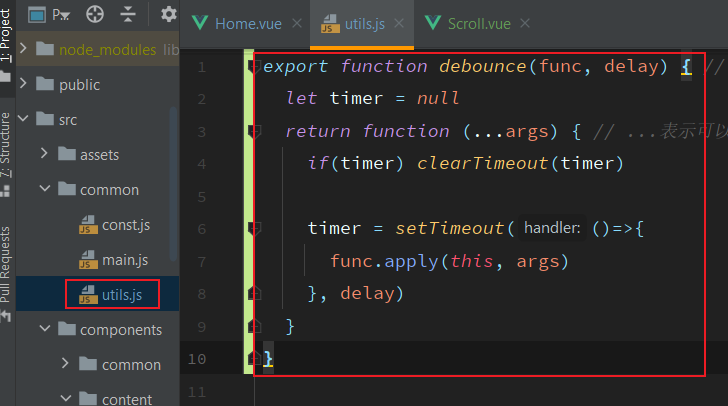 P...
Home.vue
utils.js
Scroll.vue
1: Project
node_modules lib
public
src
assets
common
const.js
main.js
utils.js
components
common
content
7: Structure
Pull Requests
1 export function debounce(func, delay) { //
2 let timer = null
3 return function (...args) { // ...表示可以
4 if(timer) clearTimeout(timer)
5
6 timer = setTimeout( handler: ()=>{
7 func.apply(this, args)
8 }, delay)
9 }
10 }
11